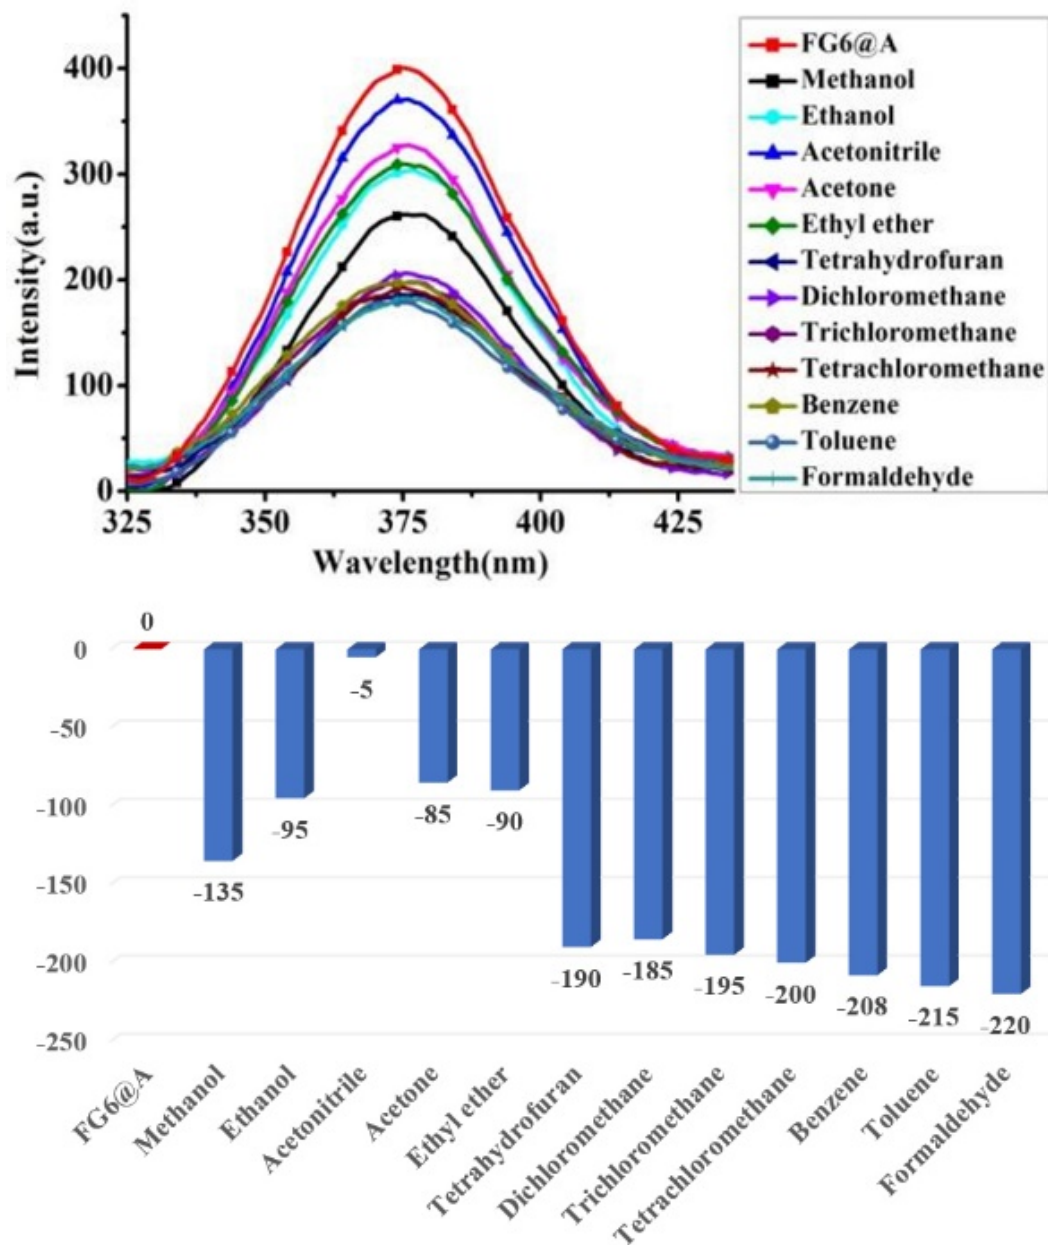 400
300
200
100
0
Intensity(a.u.)
325
350
375
400
425
Wavelength(nm)
FG6@A
Methanol
Ethanol
Acetonitrile
Acetone
Ethyl ether
Tetrahydrofuran
Dichloromethane
Trichloromethane
Tetrachloromethane
Benzene
Toluene
Formaldehyde
0
-50
-100
-150
-200
-250
0
-135
-95
-5
-85
-90
-190
-185
-195
-200
-208
-215
-220
FG6@A
Methanol
Ethanol
Acetonitrile
Acetone
Ethyl ether
Tetrahydrofuran
Dichloromethane
Trichloromethane
Tetrachloromethane
Benzene
Toluene
Formaldehyde